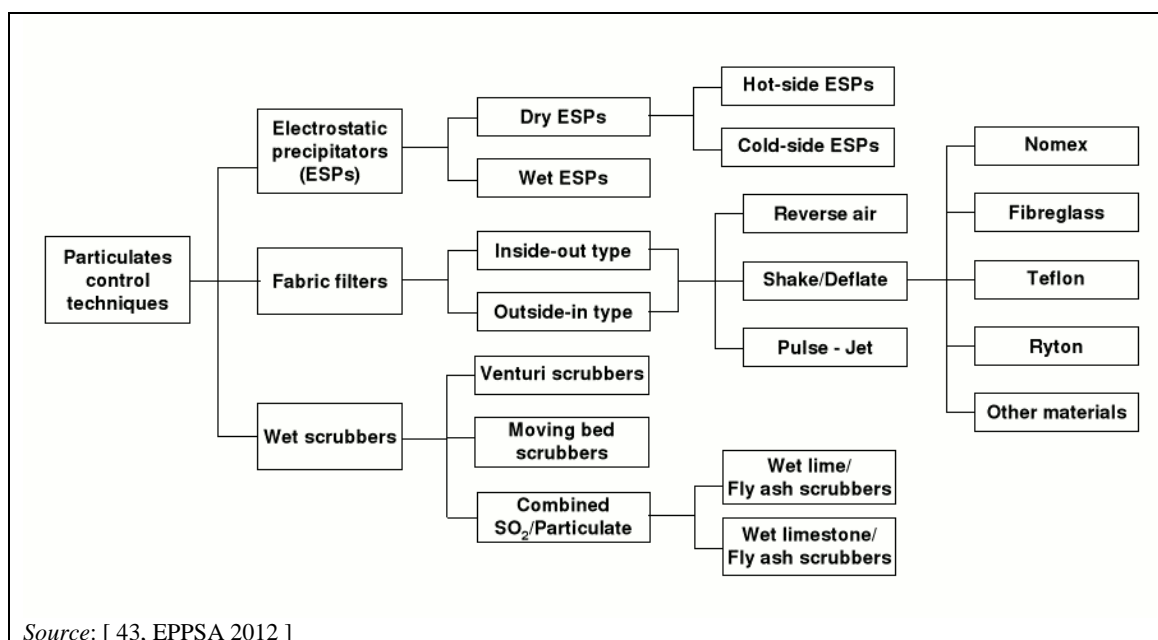 Particulates
control
techniques
Electrostatic
precipitators
(ESPs)
Fabric filters
Wet scrubbers
Dry ESPs
Wet ESPs
Inside-out type
Outside-in type
Venturi scrubbers
Moving bed
scrubbers
Combined
SO₂/Particulate
Hot-side ESPs
Cold-side ESPs
Reverse air
Shake/Deflate
Pulse - Jet
Wet lime/
Fly ash scrubbers
Wet limestone/
Fly ash scrubbers
Nomex
Fibreglass
Teflon
Ryton
Other materials
Source: [ 43, EPPSA 2012 ]